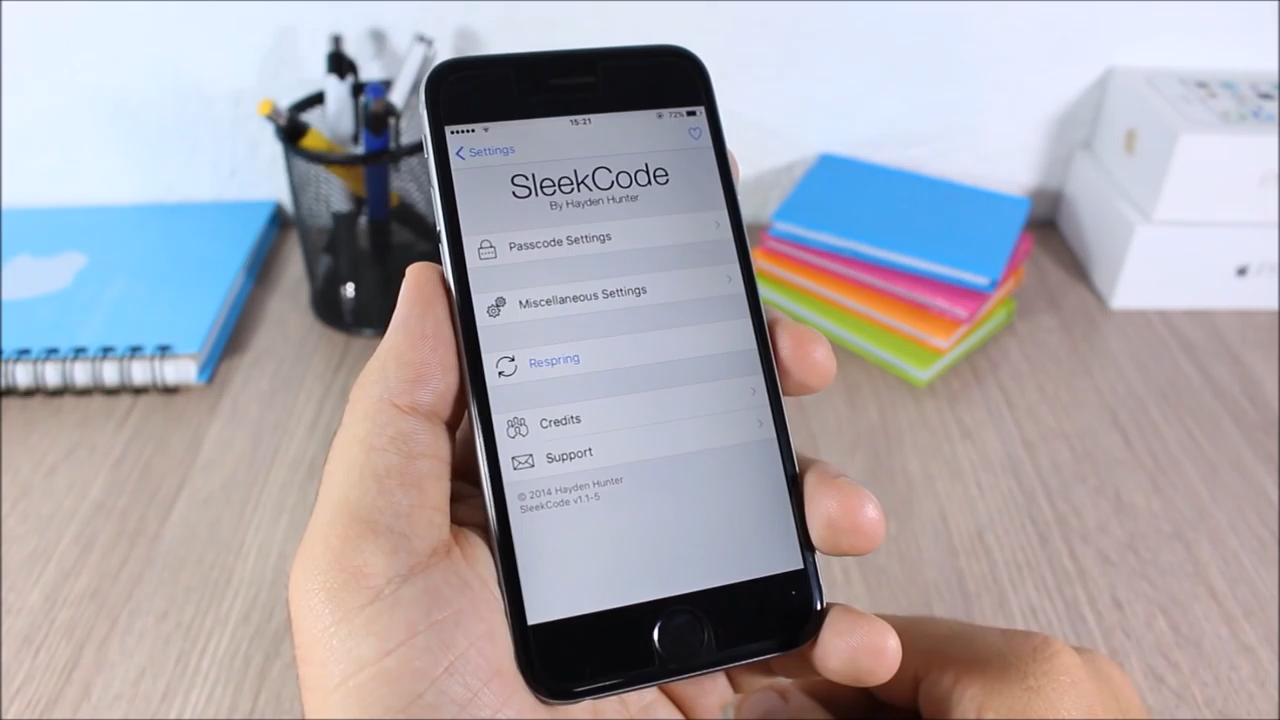 15:21
72%
Settings
SleekCode
By Hayden Hunter
Passcode Settings
Miscellaneous Settings
Respring
Credits
Support
© 2014 Hayden Hunter
SleekCode v1.1-5